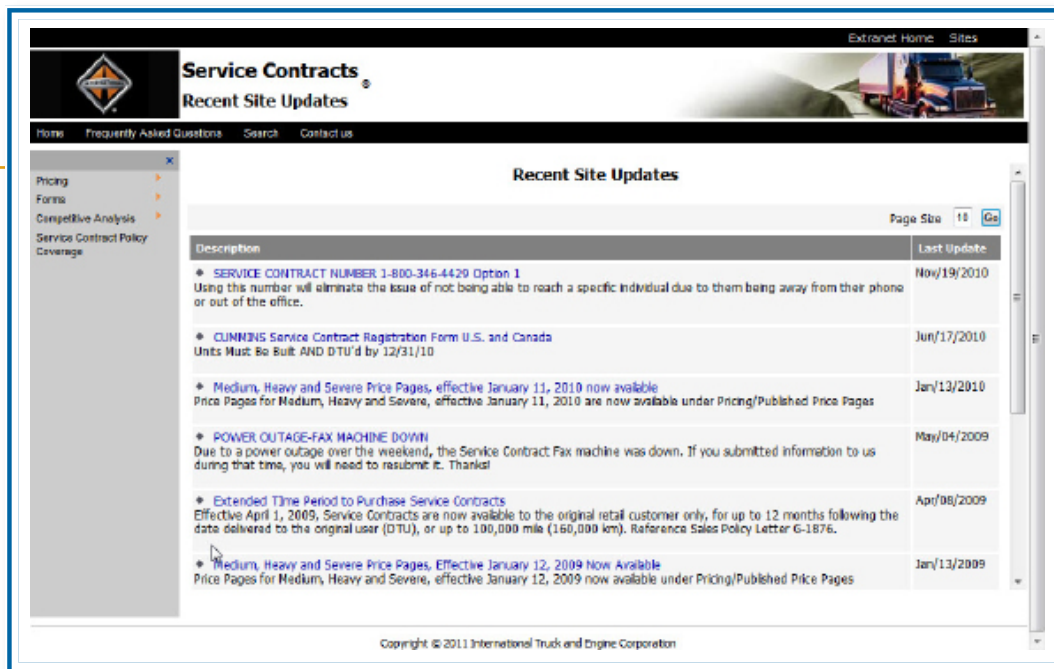 Extranet Home Sites
Service Contracts ®
Recent Site Updates
Home Frequently Asked Questions Search Contact us
Pricing
Forms
Competitive Analysis
Service Contract Policy
Coverage
Recent Site Updates
Page Size 10 Go
Description Last Update
SERVICE CONTRACT NUMBER 1-800-346-4429 Option 1 Nov/19/2010
Using this number will eliminate the issue of not being able to reach a specific individual due to them being away from their phone
or out of the office.
CUMMINS Service Contract Registration Form U.S. and Canada Jun/17/2010
Units Must Be Built AND DTU'd by 12/31/10
Medium, Heavy and Severe Price Pages, effective January 11, 2010 now available Jan/13/2010
Price Pages for Medium, Heavy and Severe, effective January 11, 2010 are now available under Pricing/Published Price Pages
POWER OUTAGE-FAX MACHINE DOWN May/04/2009
Due to a power outage over the weekend, the Service Contract Fax machine was down. If you submitted information to us
during that time, you will need to resubmit it. Thanks!
Extended TIme Period to Purchase Service Contracts Apr/08/2009
Effective April 1, 2009, Service Contracts are now available to the original retail customer only, for up to 12 months following the
date delivered to the original user (DTU), or up to 100,000 mile (160,000 km). Reference Sales Policy Letter G-1876.
Medium, Heavy and Severe Price Pages, Effective January 12, 2009 Now Available Jan/13/2009
Price Pages for Medium, Heavy and Severe, effective January 12, 2009 now available under Pricing/Published Price Pages
Copyright © 2011 International Truck and Engine Corporation